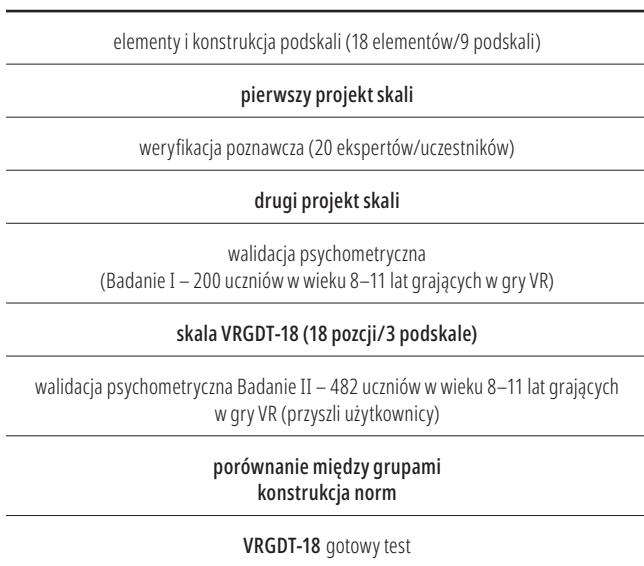 elementy i konstrukcja podskali (18 elementów/9 podskali)
pierwszy projekt skali
weryfikacja poznawcza (20 ekspertów/uczestników)
drugi projekt skali
walidacja psychometryczna
(Badanie I – 200 uczniów w wieku 8–11 lat grających w gry VR)
skala VRGDT-18 (18 pozcji/3 podskale)
walidacja psychometryczna Badanie II – 482 uczniów w wieku 8–11 lat grających
w gry VR (przyszli użytkownicy)
porównanie między grupami
konstrukcja norm
VRGDT-18 gotowy test